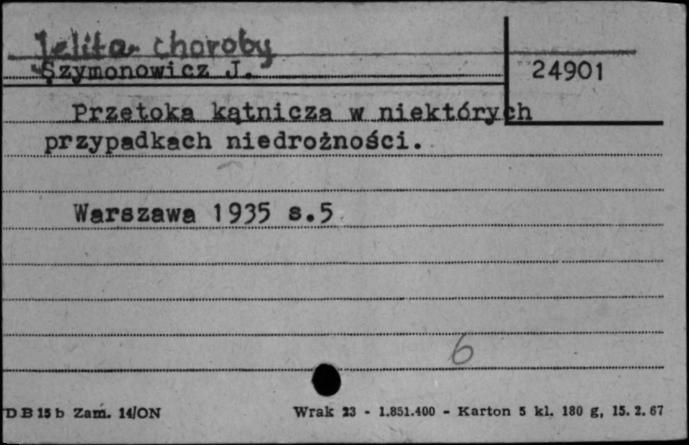 Jelita choroby
Szymonowicz J.
24901
Przetoka kątnicza w niektórych
przypadkach niedrożności.
Warszawa 1935 s.5
6
DB 15 b Zam. 14/ON
Wrak 23 - 1.851.400 - Karton 5 kl. 180 g, 15. 2. 67